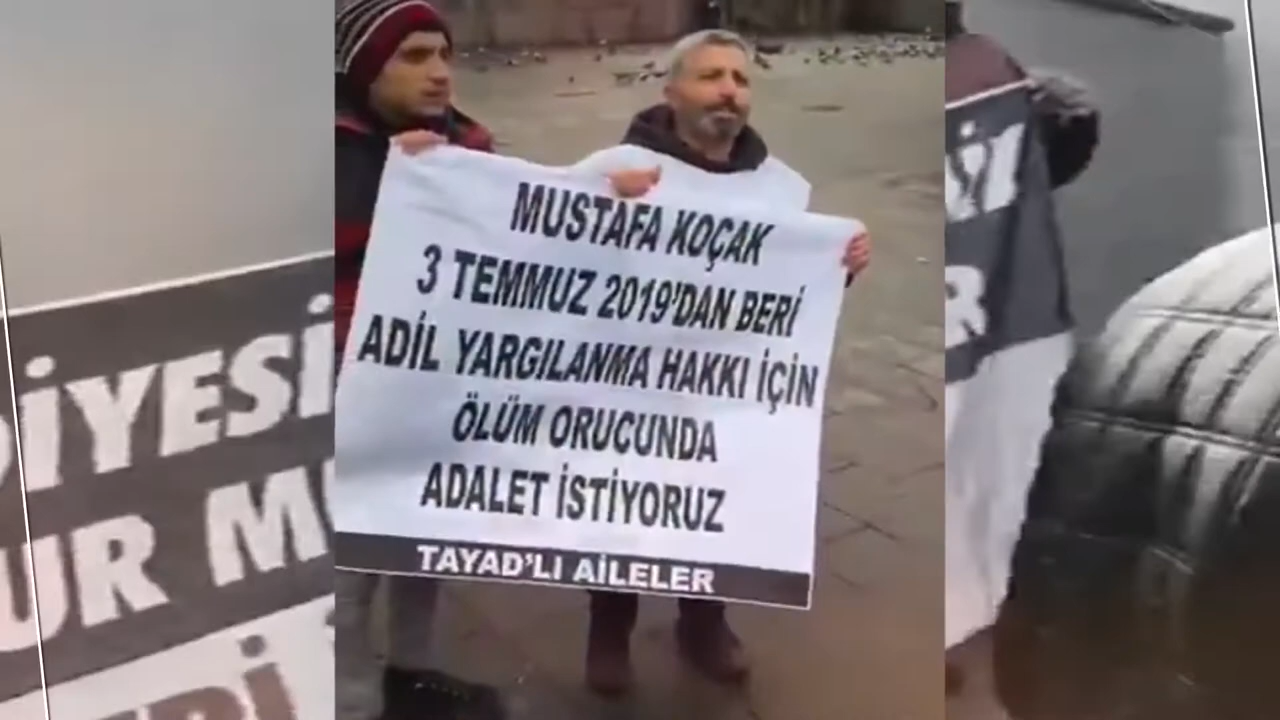 MUSTAFA KOÇAK
3 TEMMUZ 2019'DAN BERİ
ADİL YARGILANMA HAKKI İÇİN
ÖLÜM ORUCUNDA
ADALET İSTİYORUZ
TAYAD'LI AİLELER